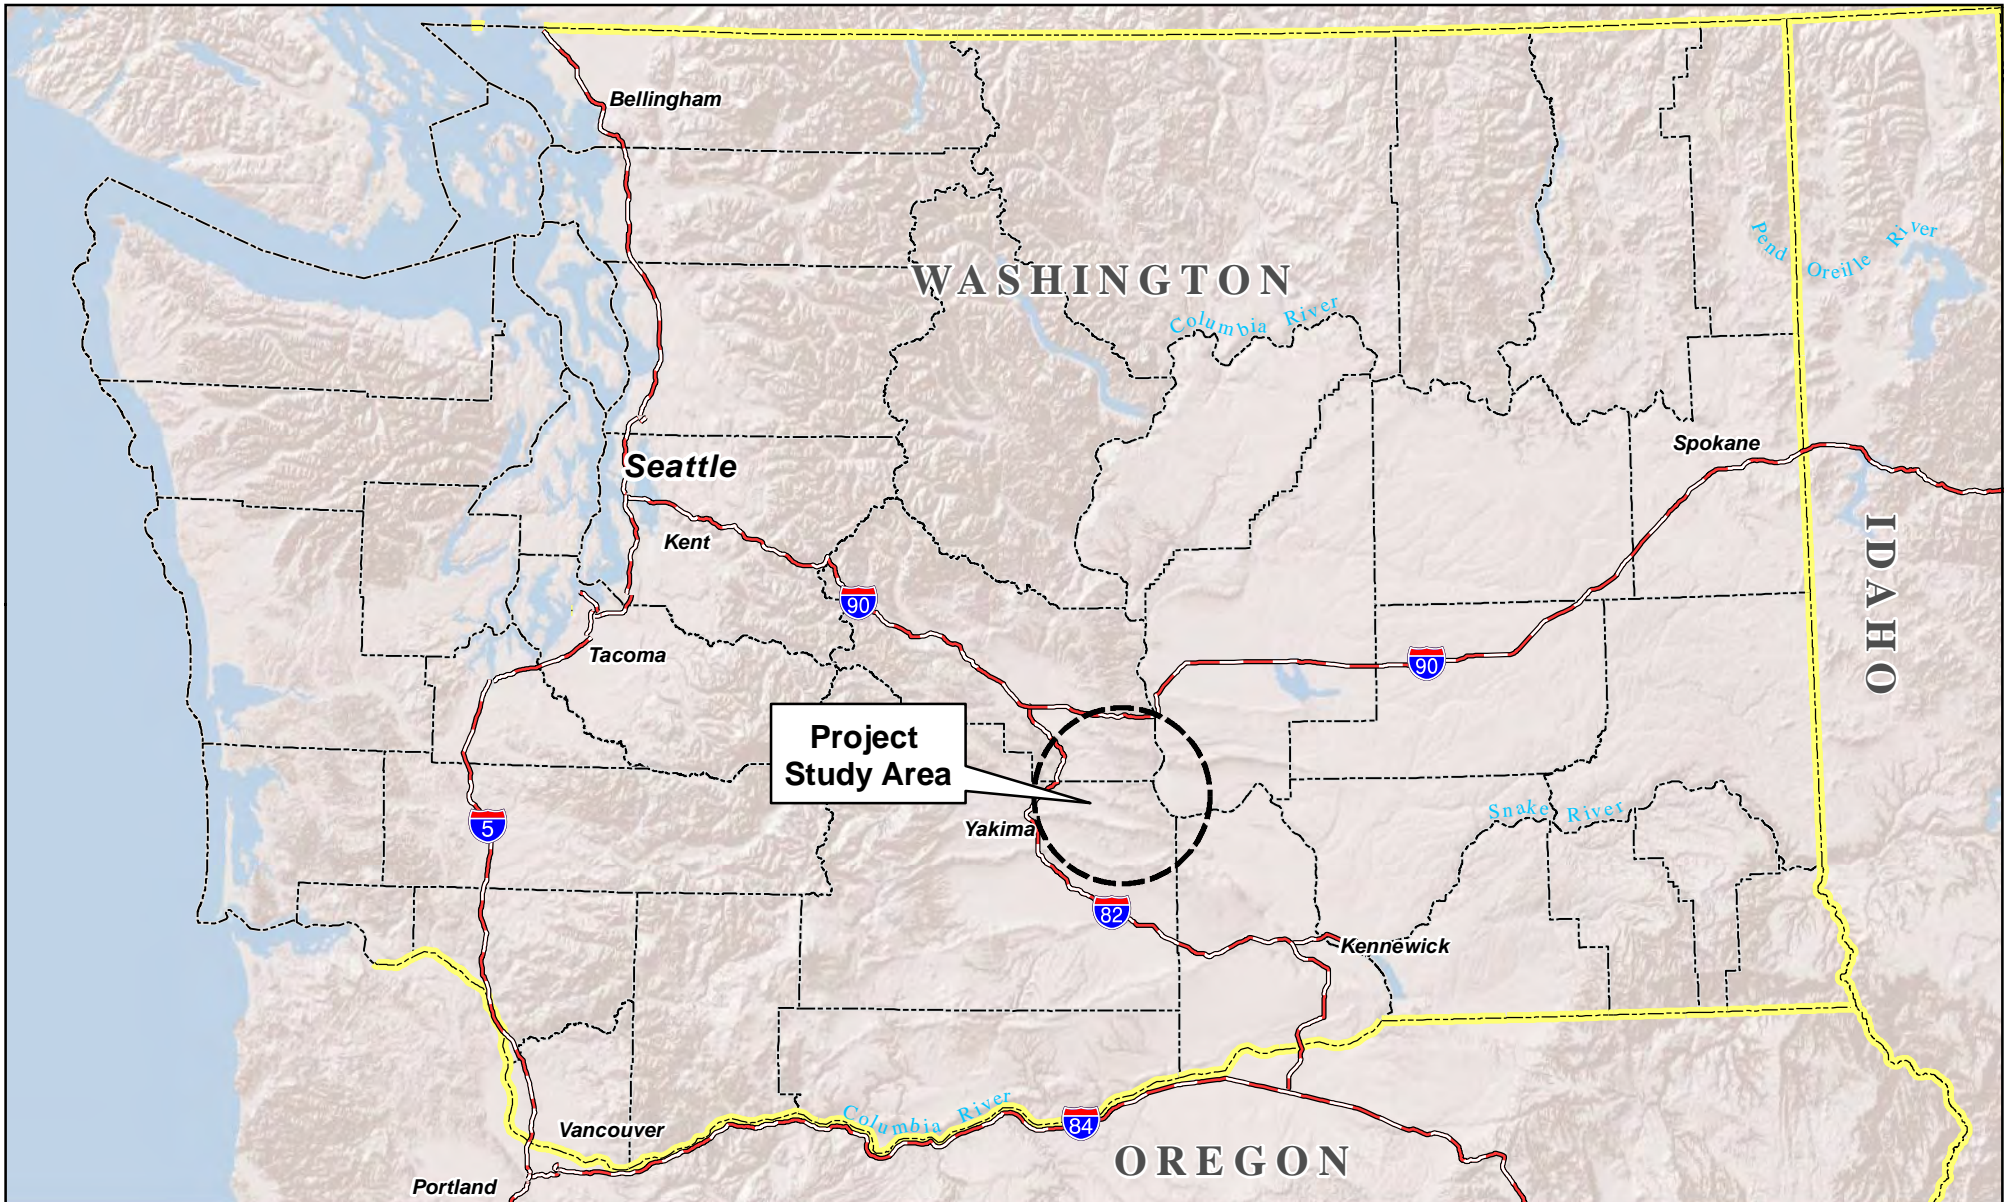 Bellingham
WASHINGTON
Pend Oreille River
Columbia River
Spokane
Seattle
Kent
IDAHO
90
90
Tacoma
Project
Study Area
5
Yakima
Snake River
82
Kennewick
Columbia River
84
Vancouver
OREGON
Portland